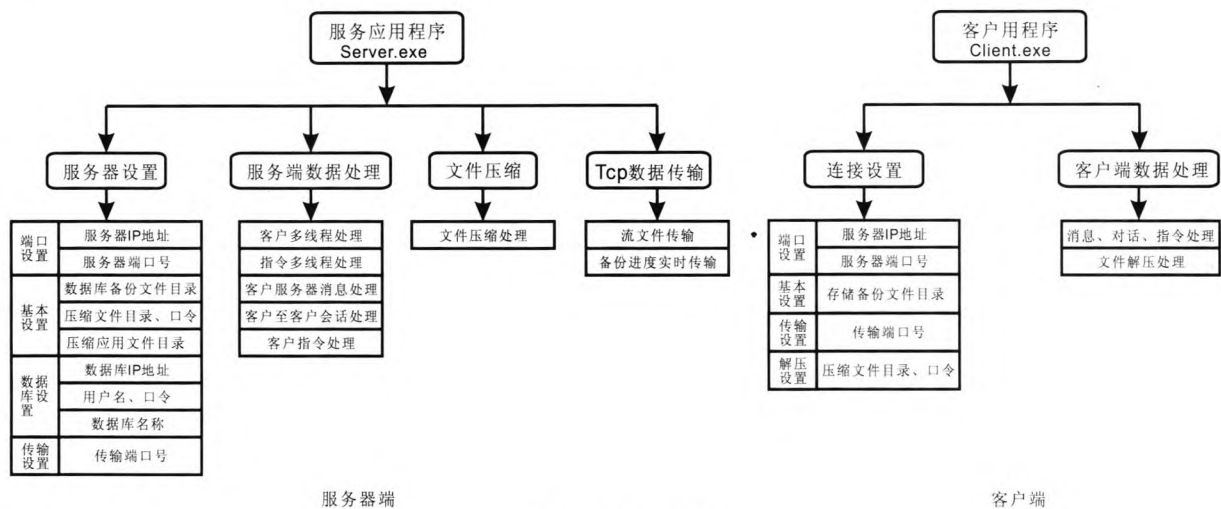 服务应用程序
Server.exe
客户用程序
Client.exe
服务器设置
服务端数据处理
文件压缩
Tcp数据传输
连接设置
客户端数据处理
端口
设置
服务器IP地址
服务器端口号
基本
设置
数据库备份文件目录
压缩文件目录、口令
压缩应用文件目录
数据
库设
置
数据库IP地址
用户名、口令
数据库名称
传输
设置
传输端口号
客户多线程处理
指令多线程处理
客户服务器消息处理
客户至客户会话处理
客户指令处理
文件压缩处理
流文件传输
备份进度实时传输
端口
设置
服务器IP地址
服务器端口号
基本
设置
存储备份文件目录
传输
设置
传输端口号
解压
设置
压缩文件目录、口令
消息、对话、指令处理
文件解压处理
服务器端
客户端